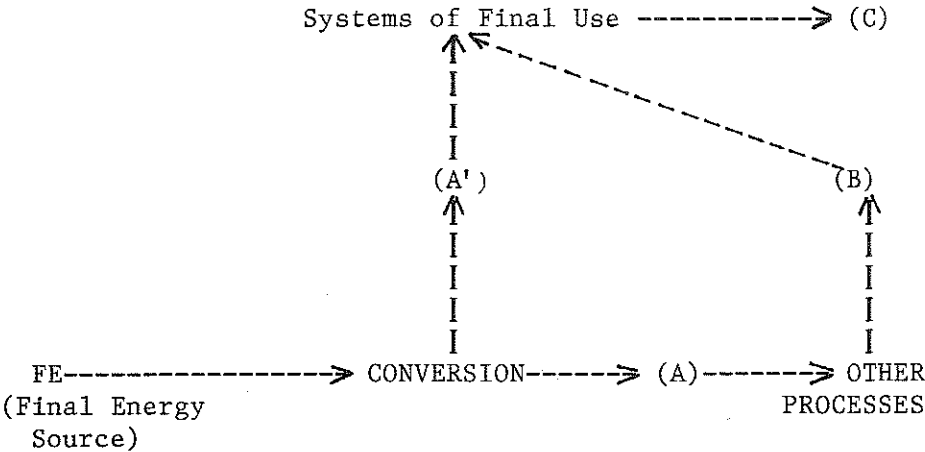 Systems of Final Use ------------> (C)
(A') (B)
FE-----------------> CONVERSION-------> (A)--------> OTHER
(Final Energy PROCESSES
Source)